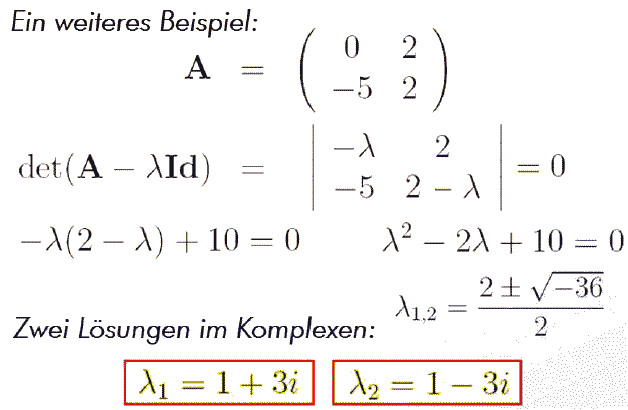 Ein weiteres Beispiel:
A = ( 0 2
-5 2 )
det(A − λId) = | −λ 2
−5 2 − λ | = 0
−λ(2 − λ) + 10 = 0 λ² − 2λ + 10 = 0
λ₁,₂ = (2 ± √−36) / 2
Zwei Lösungen im Komplexen:
λ₁ = 1 + 3i λ₂ = 1 − 3i